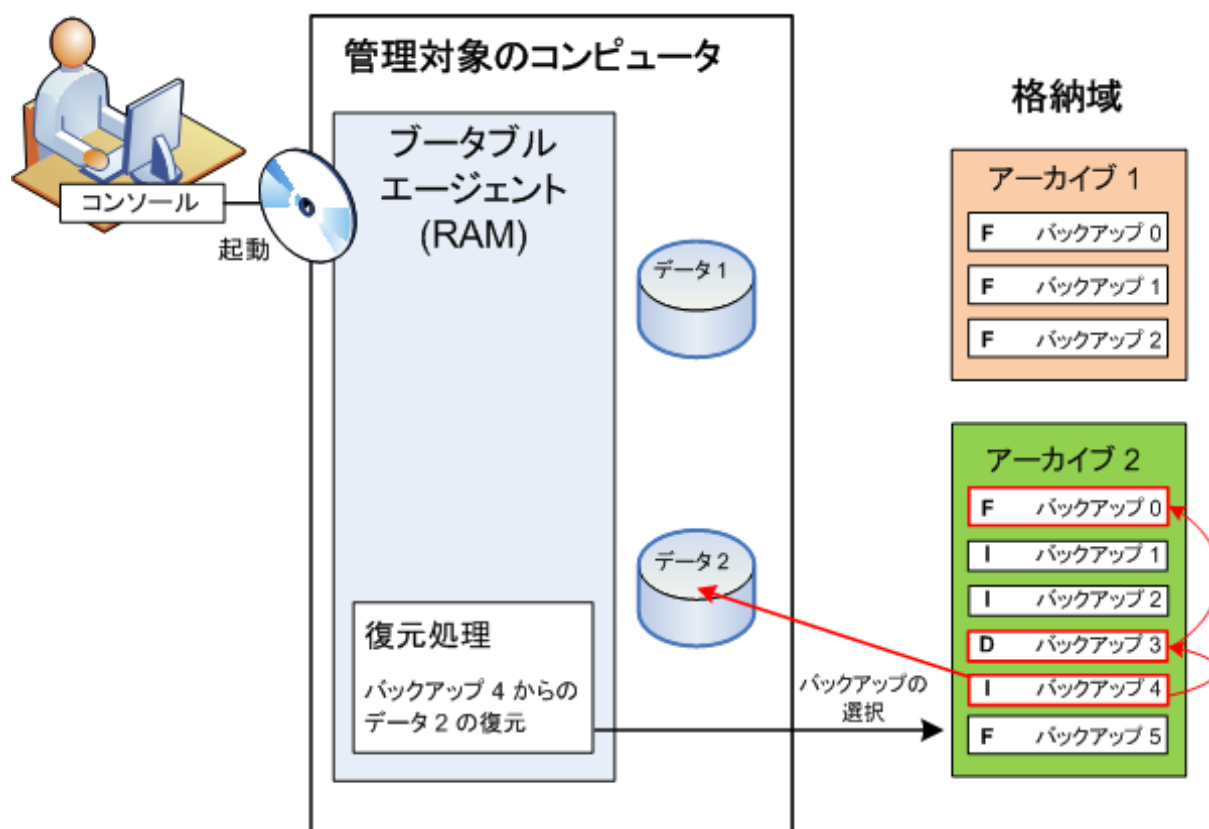 管理対象のコンピュータ
ブータブル
エージェント
(RAM)
コンソール
起動
データ 1
データ 2
復元処理
バックアップ 4 からの
データ 2 の復元
バックアップの
選択
格納域
アーカイブ 1
F バックアップ 0
F バックアップ 1
F バックアップ 2
アーカイブ 2
F バックアップ 0
I バックアップ 1
I バックアップ 2
D バックアップ 3
I バックアップ 4
F バックアップ 5